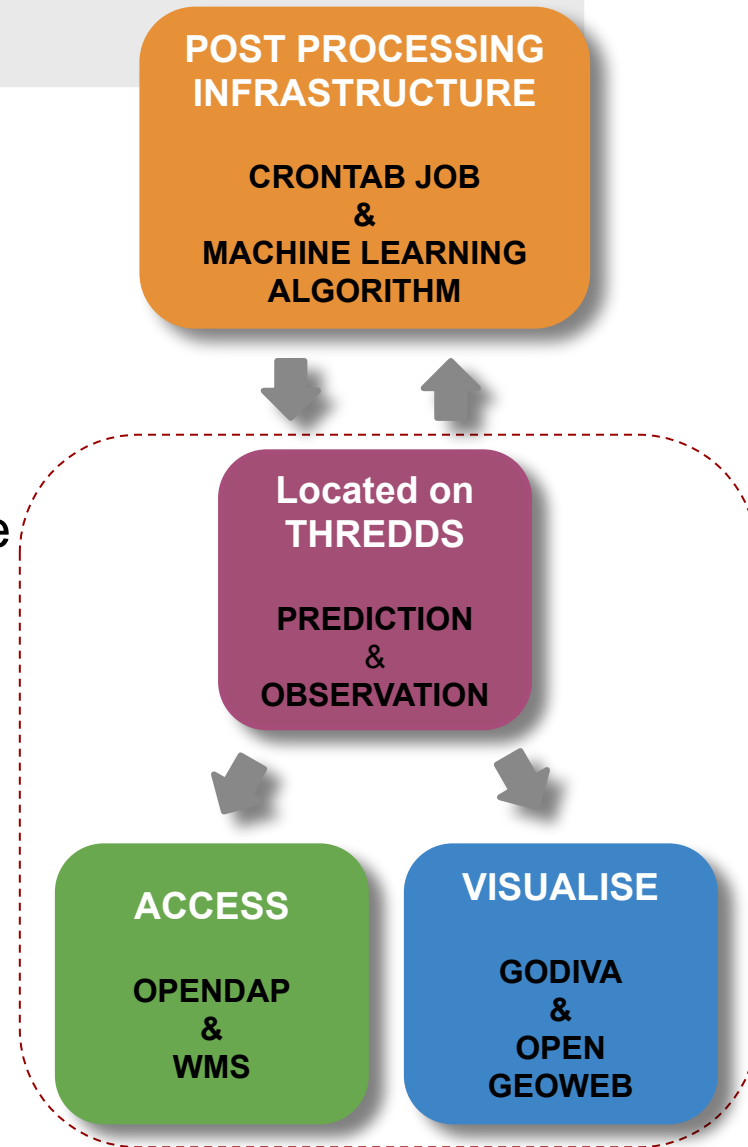 POST PROCESSING
INFRASTRUCTURE
CRONTAB JOB
&
MACHINE LEARNING
ALGORITHM
Located on
THREDDS
e
PREDICTION
&
OBSERVATION
ACCESS
OPENDAP
&
WMS
VISUALISE
GODIVA
&
OPEN
GEOWEB